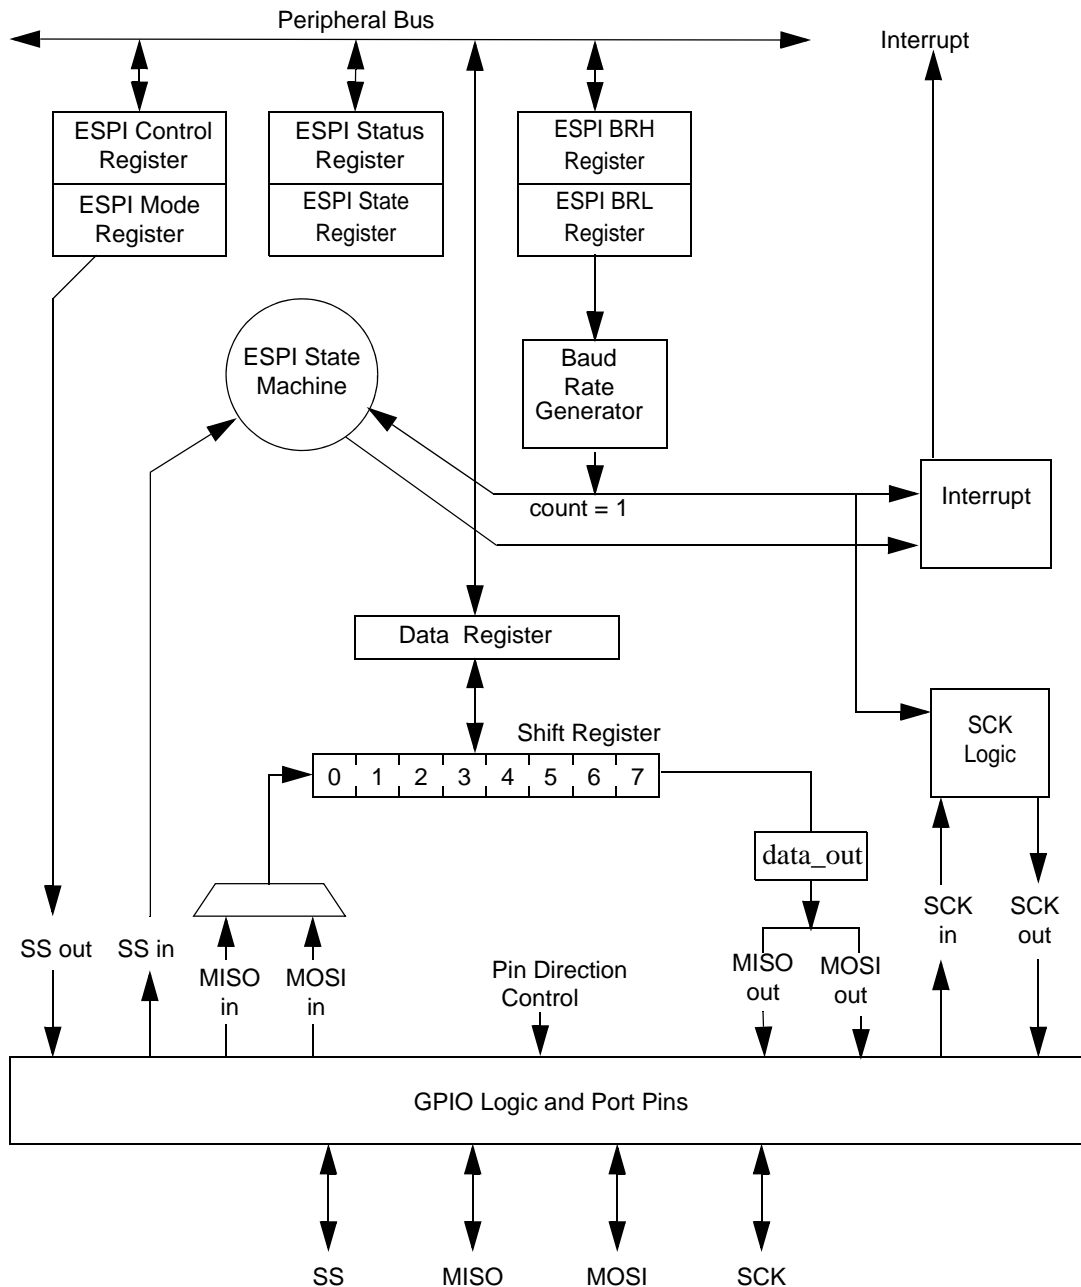 Peripheral Bus
Interrupt
ESPI Control
Register
ESPI Mode
Register
ESPI Status
Register
ESPI State
Register
ESPI BRH
Register
ESPI BRL
Register
ESPI State
Machine
Baud
Rate
Generator
count = 1
Interrupt
Data Register
Shift Register
0 1 2 3 4 5 6 7
SCK
Logic
data_out
SS out
SS in
MISO
in
MOSI
in
Pin Direction
Control
MISO
out
MOSI
out
SCK
in
SCK
out
GPIO Logic and Port Pins
SS
MISO
MOSI
SCK